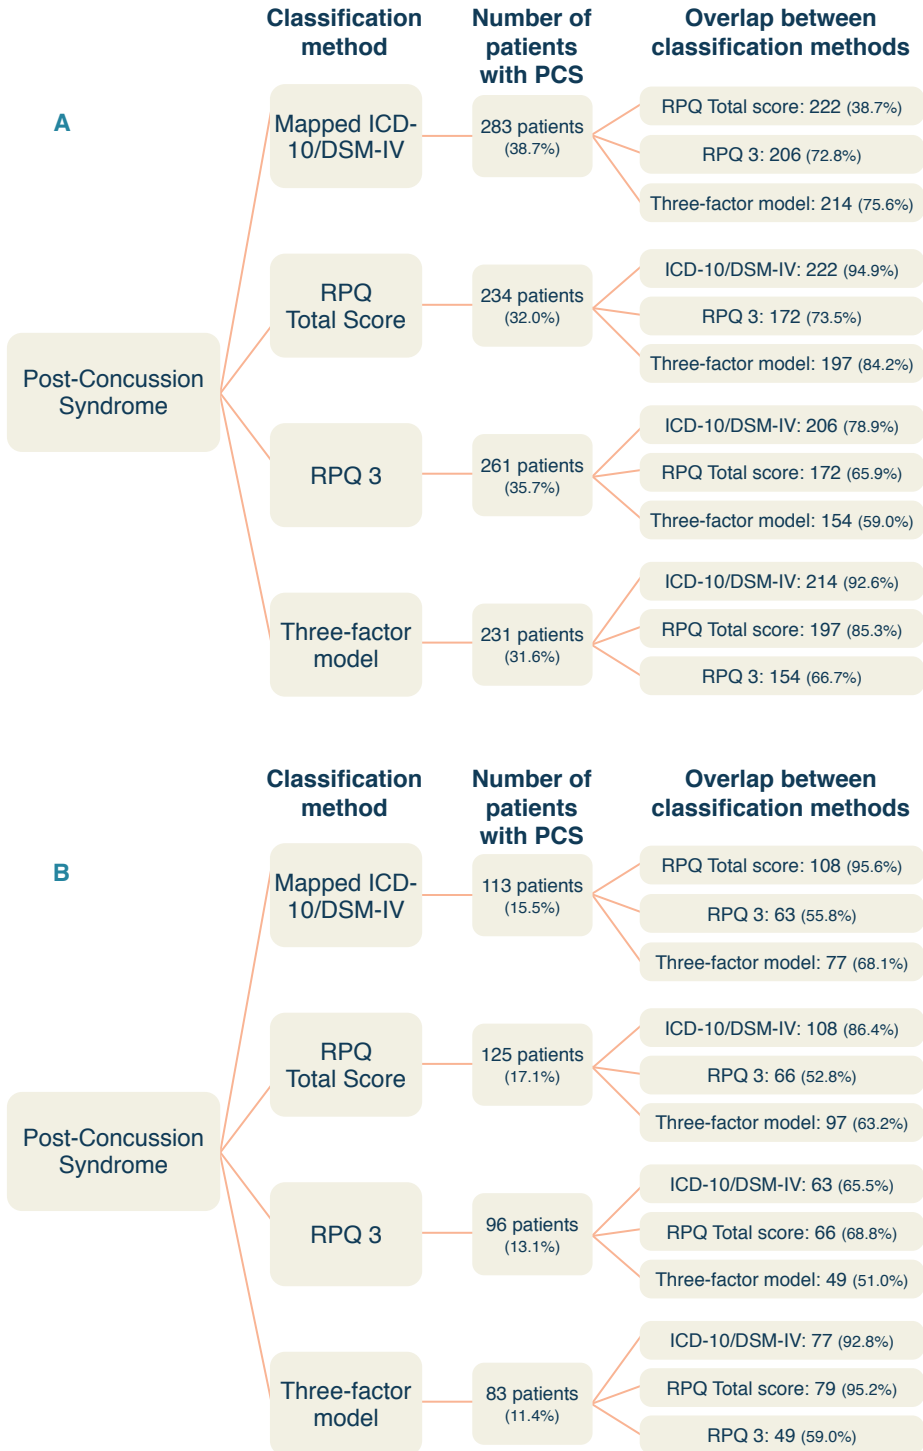 Classification
method
Number of
patients
with PCS
Overlap between
classification methods
A
Mapped ICD-
10/DSM-IV
283 patients
(38.7%)
RPQ Total score: 222 (38.7%)
RPQ 3: 206 (72.8%)
Three-factor model: 214 (75.6%)
RPQ
Total Score
234 patients
(32.0%)
ICD-10/DSM-IV: 222 (94.9%)
RPQ 3: 172 (73.5%)
Three-factor model: 197 (84.2%)
Post-Concussion
Syndrome
RPQ 3
261 patients
(35.7%)
ICD-10/DSM-IV: 206 (78.9%)
RPQ Total score: 172 (65.9%)
Three-factor model: 154 (59.0%)
Three-factor
model
231 patients
(31.6%)
ICD-10/DSM-IV: 214 (92.6%)
RPQ Total score: 197 (85.3%)
RPQ 3: 154 (66.7%)
Classification
method
Number of
patients
with PCS
Overlap between
classification methods
B
Mapped ICD-
10/DSM-IV
113 patients
(15.5%)
RPQ Total score: 108 (95.6%)
RPQ 3: 63 (55.8%)
Three-factor model: 77 (68.1%)
RPQ
Total Score
125 patients
(17.1%)
ICD-10/DSM-IV: 108 (86.4%)
RPQ 3: 66 (52.8%)
Three-factor model: 97 (63.2%)
Post-Concussion
Syndrome
RPQ 3
96 patients
(13.1%)
ICD-10/DSM-IV: 63 (65.5%)
RPQ Total score: 66 (68.8%)
Three-factor model: 49 (51.0%)
Three-factor
model
83 patients
(11.4%)
ICD-10/DSM-IV: 77 (92.8%)
RPQ Total score: 79 (95.2%)
RPQ 3: 49 (59.0%)